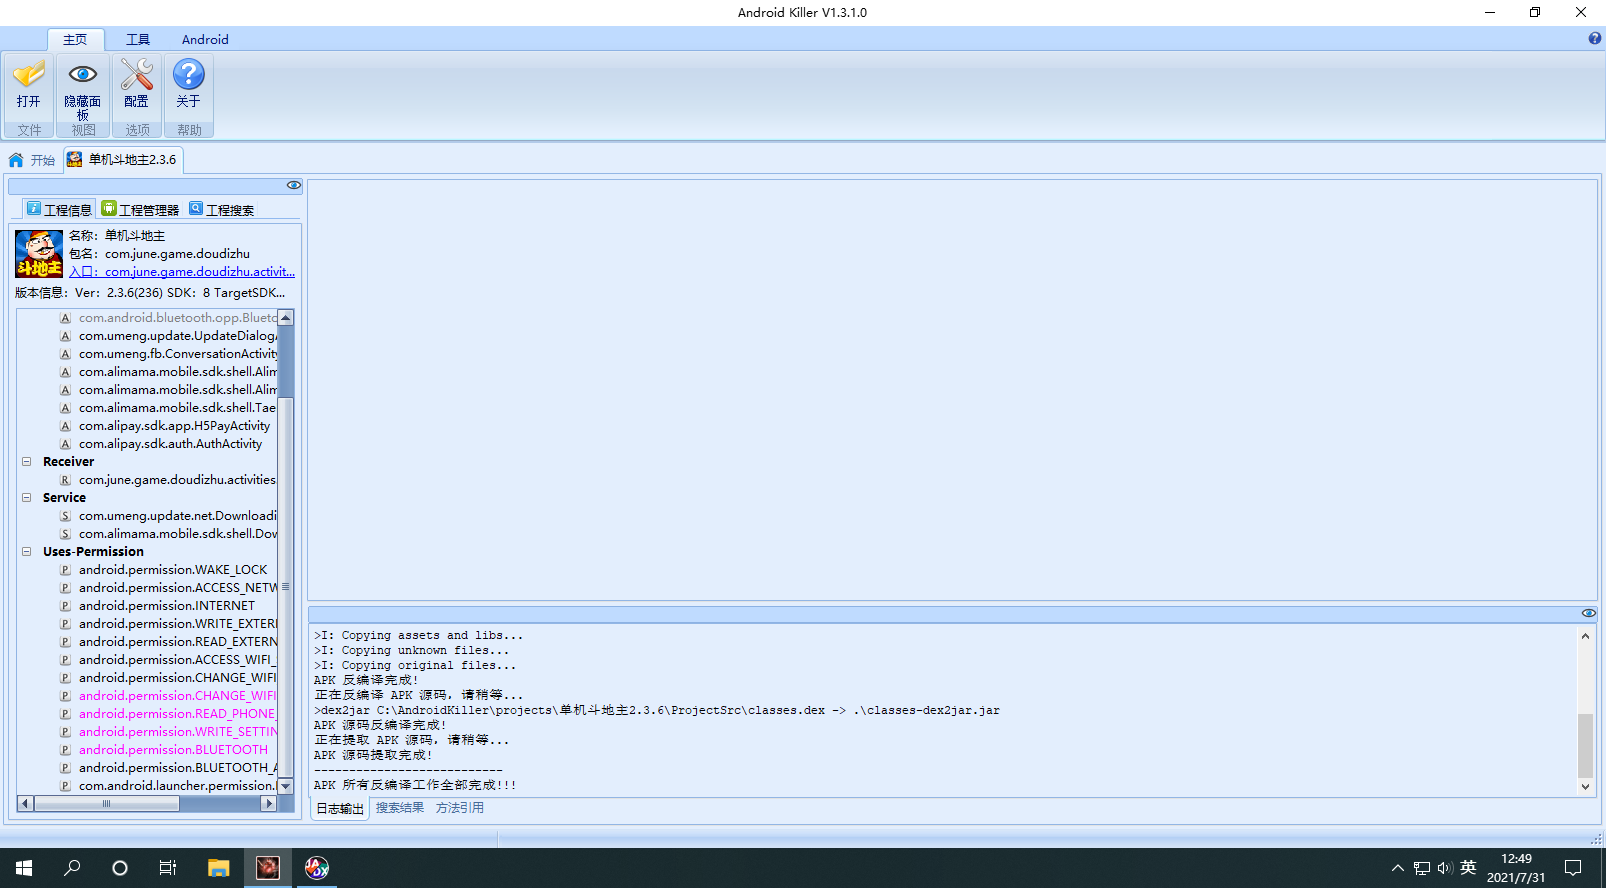 Android Killer V1.3.1.0
主页 工具 Android
打开 隐藏面板 配置 关于
文件 视图 选项 帮助
开始 单机斗地主2.3.6
工程信息 工程管理器 工程搜索
斗地主
名称：单机斗地主
包名：com.june.game.doudizhu
入口：com.june.game.doudizhu.activit...
版本信息：Ver：2.3.6(236) SDK：8 TargetSDK...
A com.android.bluetooth.opp.Blueto
A com.umeng.update.UpdateDialogA
A com.umeng.fb.ConversationActivity
A com.alimama.mobile.sdk.shell.Alim
A com.alimama.mobile.sdk.shell.Alim
A com.alimama.mobile.sdk.shell.Tae
A com.alipay.sdk.app.H5PayActivity
A com.alipay.sdk.auth.AuthActivity
Receiver
R com.june.game.doudizhu.activities.
Service
S com.umeng.update.net.Downloadi
S com.alimama.mobile.sdk.shell.Dow
Uses-Permission
P android.permission.WAKE_LOCK
P android.permission.ACCESS_NETW
P android.permission.INTERNET
P android.permission.WRITE_EXTERN
P android.permission.READ_EXTERN
P android.permission.ACCESS_WIFI_
P android.permission.CHANGE_WIFI
P android.permission.CHANGE_WIFI
P android.permission.READ_PHONE_
P android.permission.WRITE_SETTIN
P android.permission.BLUETOOTH
P android.permission.BLUETOOTH_A
P com.android.launcher.permission.I
>I: Copying assets and libs...
>I: Copying unknown files...
>I: Copying original files...
APK 反编译完成!
正在反编译 APK 源码，请稍等...
>dex2jar C:\AndroidKiller\projects\单机斗地主2.3.6\ProjectSrc\classes.dex -> .\classes-dex2jar.jar
APK 源码反编译完成!
正在提取 APK 源码，请稍等...
APK 源码提取完成!
---------------------------
APK 所有反编译工作全部完成!!!
日志输出 搜索结果 方法引用
JADX
英
12:49
2021/7/31